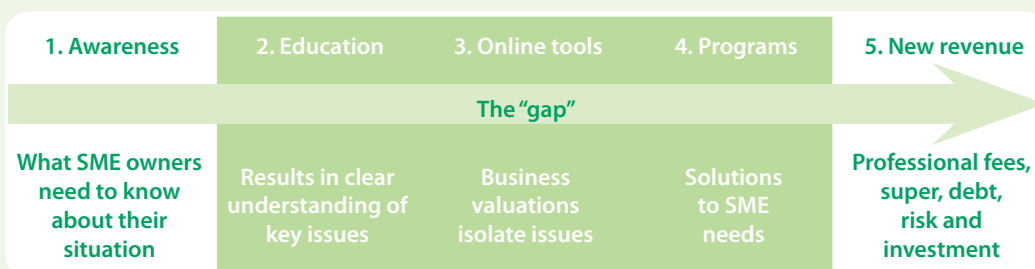 1. Awareness
2. Education
3. Online tools
4. Programs
5. New revenue
The “gap”
What SME owners
need to know
about their
situation
Results in clear
understanding of
key issues
Business
valuations
isolate issues
Solutions
to SME
needs
Professional fees,
super, debt,
risk and
investment